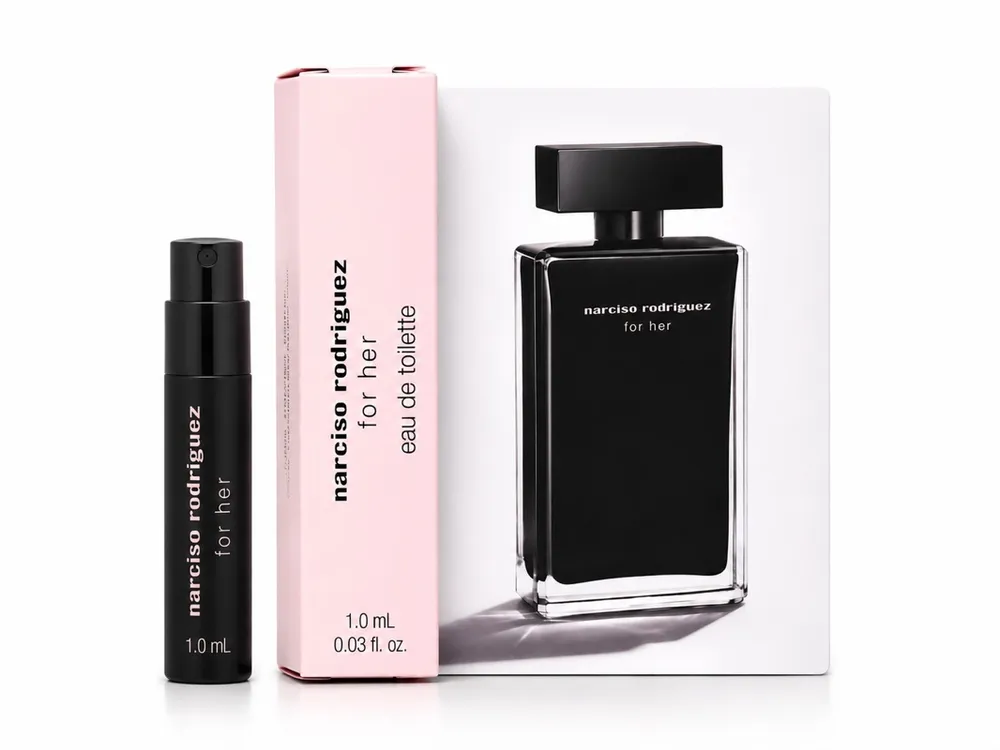 narciso rodriguez
for her
1.0 mL
narciso rodriguez
for her
eau de toilette
1.0 mL
0.03 fl. oz.
narciso rodriguez
for her